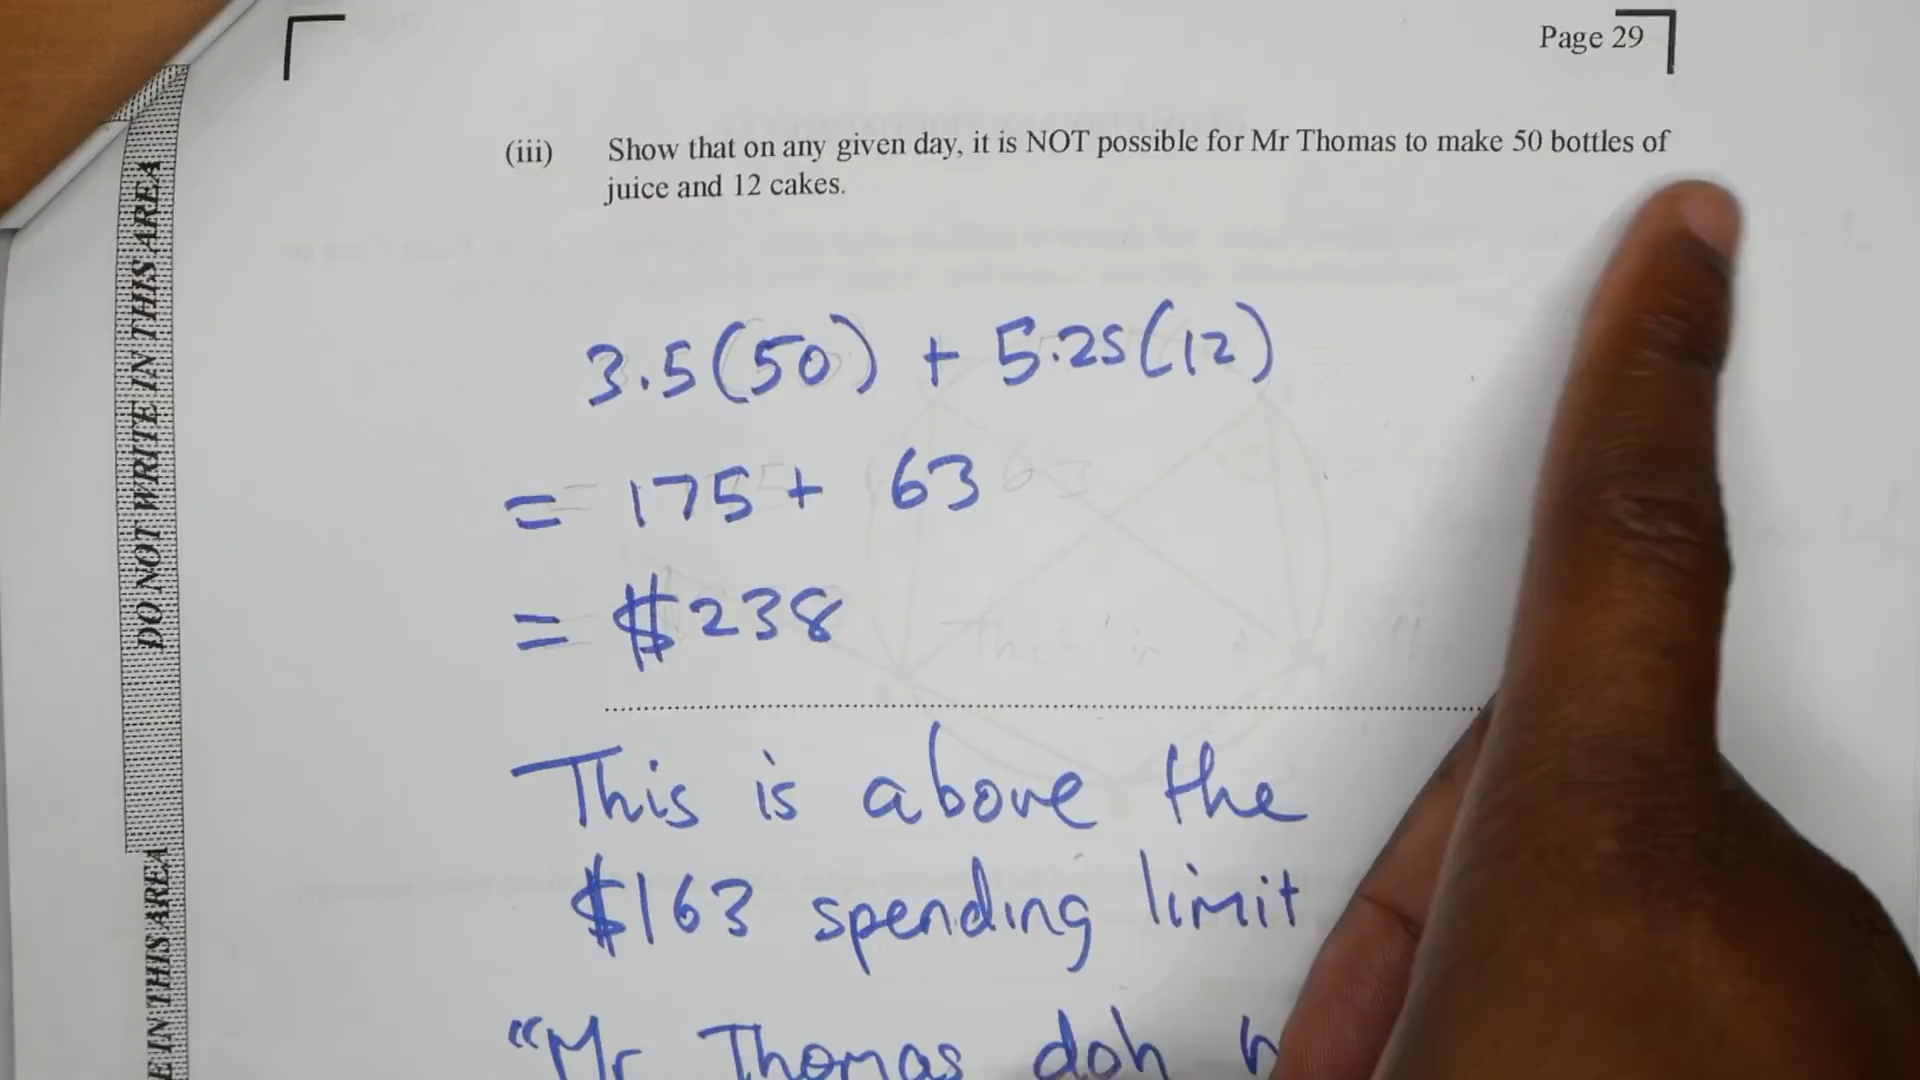 Page 29
(iii) Show that on any given day, it is NOT possible for Mr Thomas to make 50 bottles of
juice and 12 cakes.
3.5(50) + 5.25(12)
= 175 + 63
= $238
This is above the
$163 spending limit
"Mr Thomas doh
DO NOT WRITE IN THIS AREA
E IN THIS AREA